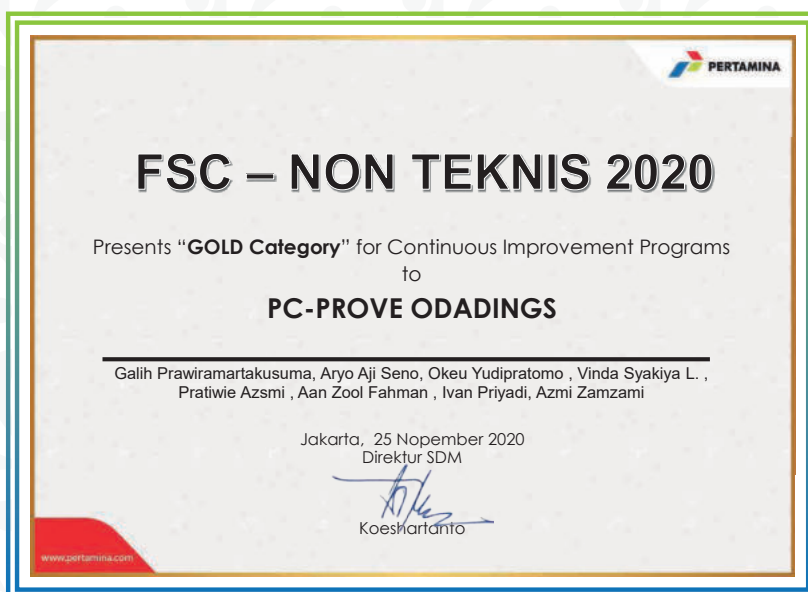 PERTAMINA
FSC – NON TEKNIS 2020
Presents “GOLD Category” for Continuous Improvement Programs
to
PC-PROVE ODADINGS
Galih Prawiramartakusuma, Aryo Aji Seno, Okeu Yudipratomo , Vinda Syakiya L. ,
Pratiwie Azsmi , Aan Zool Fahman , Ivan Priyadi, Azmi Zamzami
Jakarta, 25 Nopember 2020
Direktur SDM
Koeshartanto
www.pertamina.com